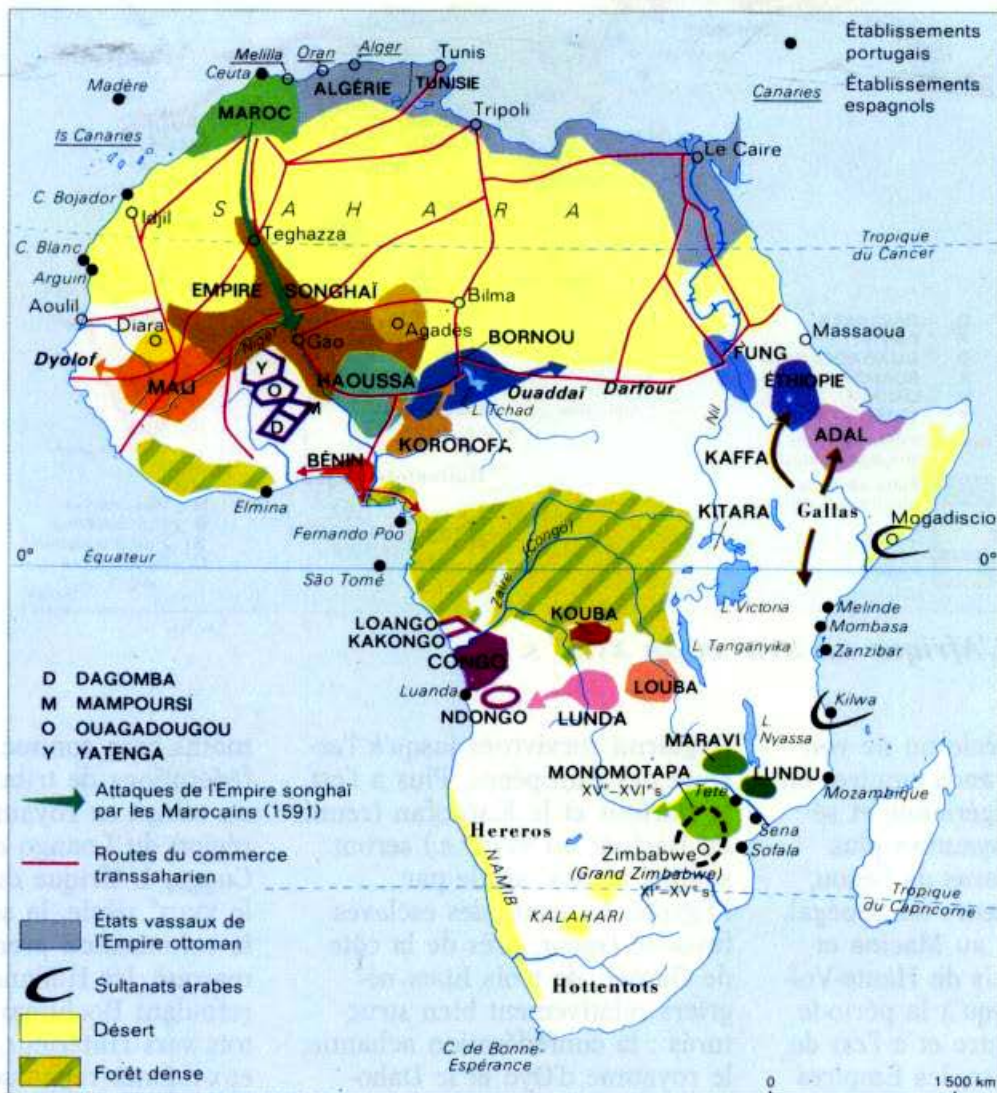 Établissements
portugais
Canaries
Établissements
espagnols
Madère
Ceuta
Melilla
Oran
Alger
Tunis
ALGÉRIE
TUNISIE
MAROC
Tripoli
Is Canaries
Le Caire
C. Bojador
Idjil
SAHARA
Teghazza
Tropique
du Cancer
C. Blanc
Arguin
Aoulil
EMPIRE SONGHAÏ
Bilma
Diara
Niger
Gao
Agades
BORNOU
Massaoua
Dyolof
MALI
Y
O
M
D
HAOUSSA
L. Tchad
Ouaddaï
Darfour
FUNG
ÉTHIOPIE
Nil
ADAL
KOROROFA
KAFFA
BÉNIN
Elmina
KITARA
Gallas
Mogadiscio
Fernando Poo
0°
Équateur
São Tomé
Zaïre (Congo)
0°
L. Victoria
Melinde
Mombasa
Zanzibar
LOANGO
KAKONGO
CONGO
KOUBA
L. Tanganyika
Luanda
NDONGO
LUNDA
LOUBA
Kilwa
L.
Nyassa
MARAVI
MONOMOTAPA
XVe-XVIe s.
LUNDU
Tete
Mozambique
Sena
Sofala
Zimbabwe
(Grand Zimbabwe)
XIe-XVe s.
Hereros
NAMIB
KALAHARI
Tropique
du Capricorne
Hottentots
C. de Bonne-
Espérance
0 1 500 km
D DAGOMBA
M MAMPOURSI
O OUAGADOUGOU
Y YATENGA
Attaques de l'Empire songhaï
par les Marocains (1591)
Routes du commerce
transsaharien
États vassaux de
l'Empire ottoman
Sultanats arabes
Désert
Forêt dense